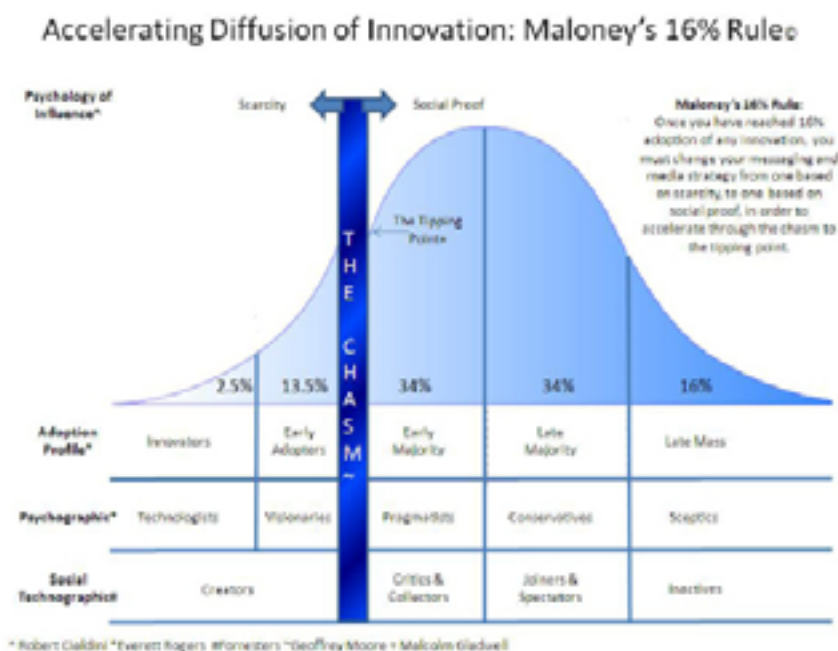 Accelerating Diffusion of Innovation: Maloney's 16% Rule©
Psychology of
Influence^
Scarcity
Social Proof
Maloney's 16% Rule:
Once you have reached 16%
adoption of any innovation, you
must change your messaging and
media strategy from one based
on scarcity, to one based on
social proof, in order to
accelerate through the chasm to
the tipping point.
The Tipping
Point
THE CHASM~
2.5%
13.5%
34%
34%
16%
Adoption
Profile*
Innovators
Early
Adopters
Early
Majority
Late
Majority
Late Mass
Psychographic*
Technologists
Visionaries
Pragmatists
Conservatives
Sceptics
Social
Technographic#
Creators
Critics &
Collectors
Joiners &
Spectators
Inactives
^ Robert Cialdini *Everett Rogers #Forresters ~Geoffrey Moore + Malcolm Gladwell